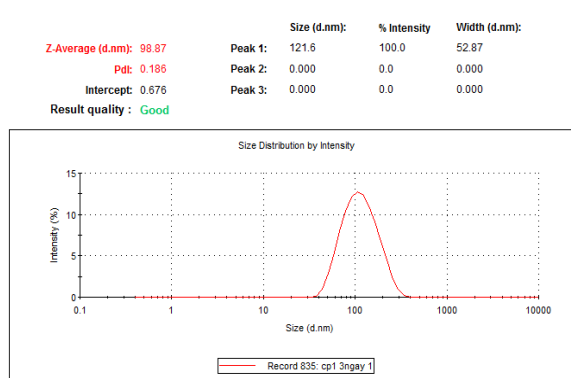 Size (d.nm): % Intensity Width (d.nm):
Z-Average (d.nm): 98.87 Peak 1: 121.6 100.0 52.87
PdI: 0.186 Peak 2: 0.000 0.0 0.000
Intercept: 0.676 Peak 3: 0.000 0.0 0.000
Result quality : Good
Size Distribution by Intensity
15
10
5
0
Intensity (%)
0.1 1 10 100 1000 10000
Size (d.nm)
Record 835: cp1 3ngay 1